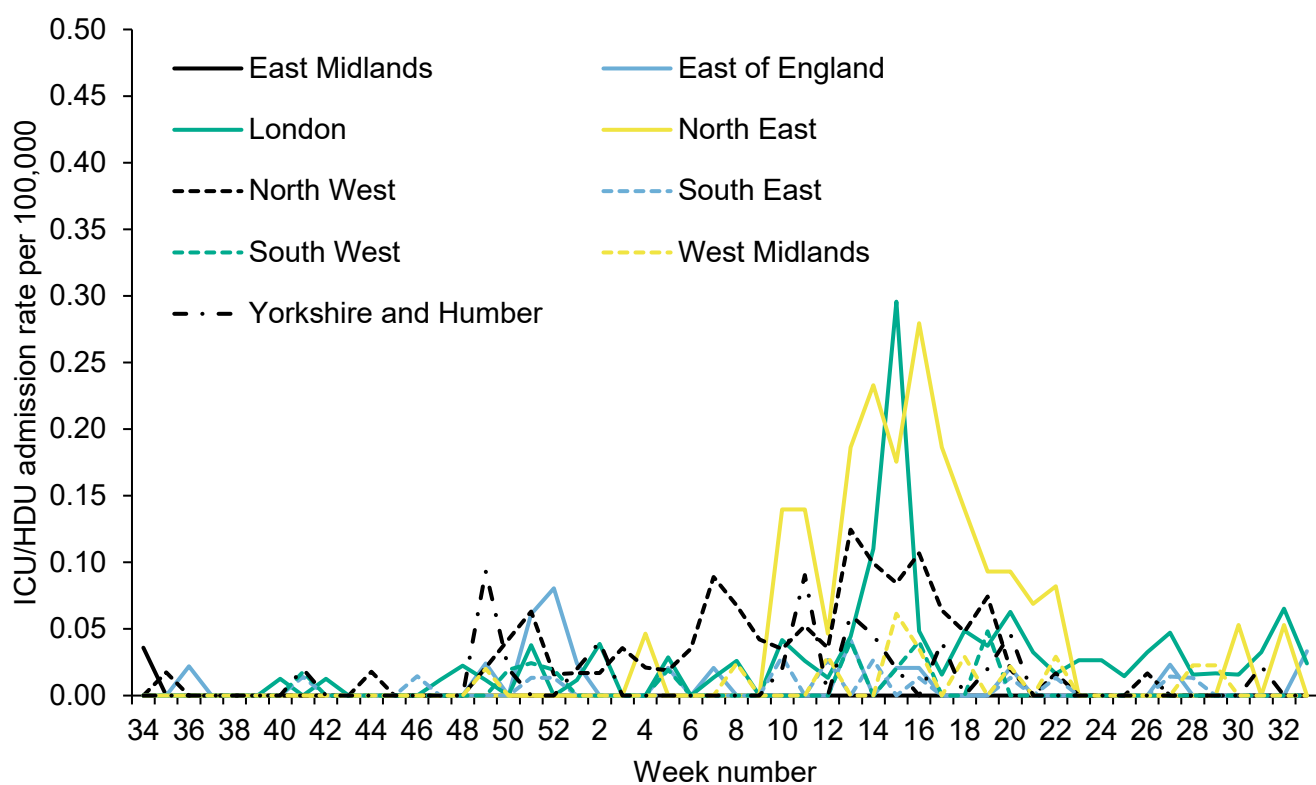 ICU/HDU admission rate per 100,000
0.50
0.45
0.40
0.35
0.30
0.25
0.20
0.15
0.10
0.05
0.00
East Midlands
East of England
London
North East
North West
South East
South West
West Midlands
Yorkshire and Humber
34 36 38 40 42 44 46 48 50 52 2 4 6 8 10 12 14 16 18 20 22 24 26 28 30 32
Week number